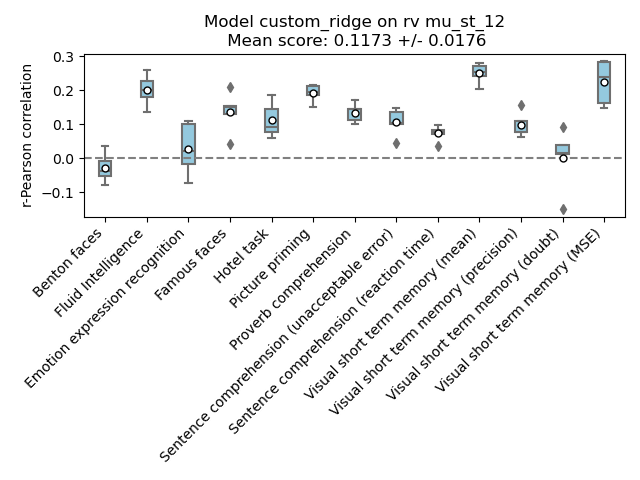 Model custom_ridge on rv mu_st_12
Mean score: 0.1173 +/- 0.0176
r-Pearson correlation
0.3
0.2
0.1
0.0
−0.1
Benton faces
Fluid Intelligence
Emotion expression recognition
Famous faces
Hotel task
Picture priming
Proverb comprehension
Sentence comprehension (unacceptable error)
Sentence comprehension (reaction time)
Visual short term memory (mean)
Visual short term memory (precision)
Visual short term memory (doubt)
Visual short term memory (MSE)